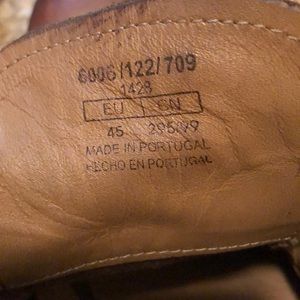 6006/122/709
1428
EU CN
45 295/99
MADE IN PORTUGAL
HECHO EN PORTUGAL